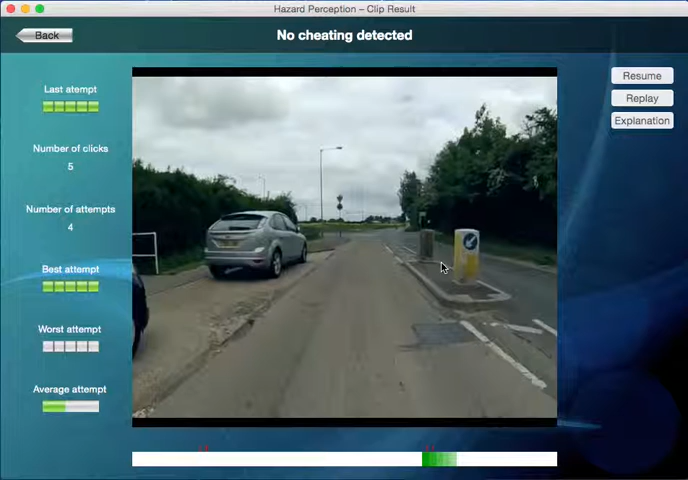 Hazard Perception – Clip Result
Back
No cheating detected
Resume
Replay
Explanation
Last atempt
Number of clicks
5
Number of attempts
4
Best attempt
Worst attempt
Average attempt